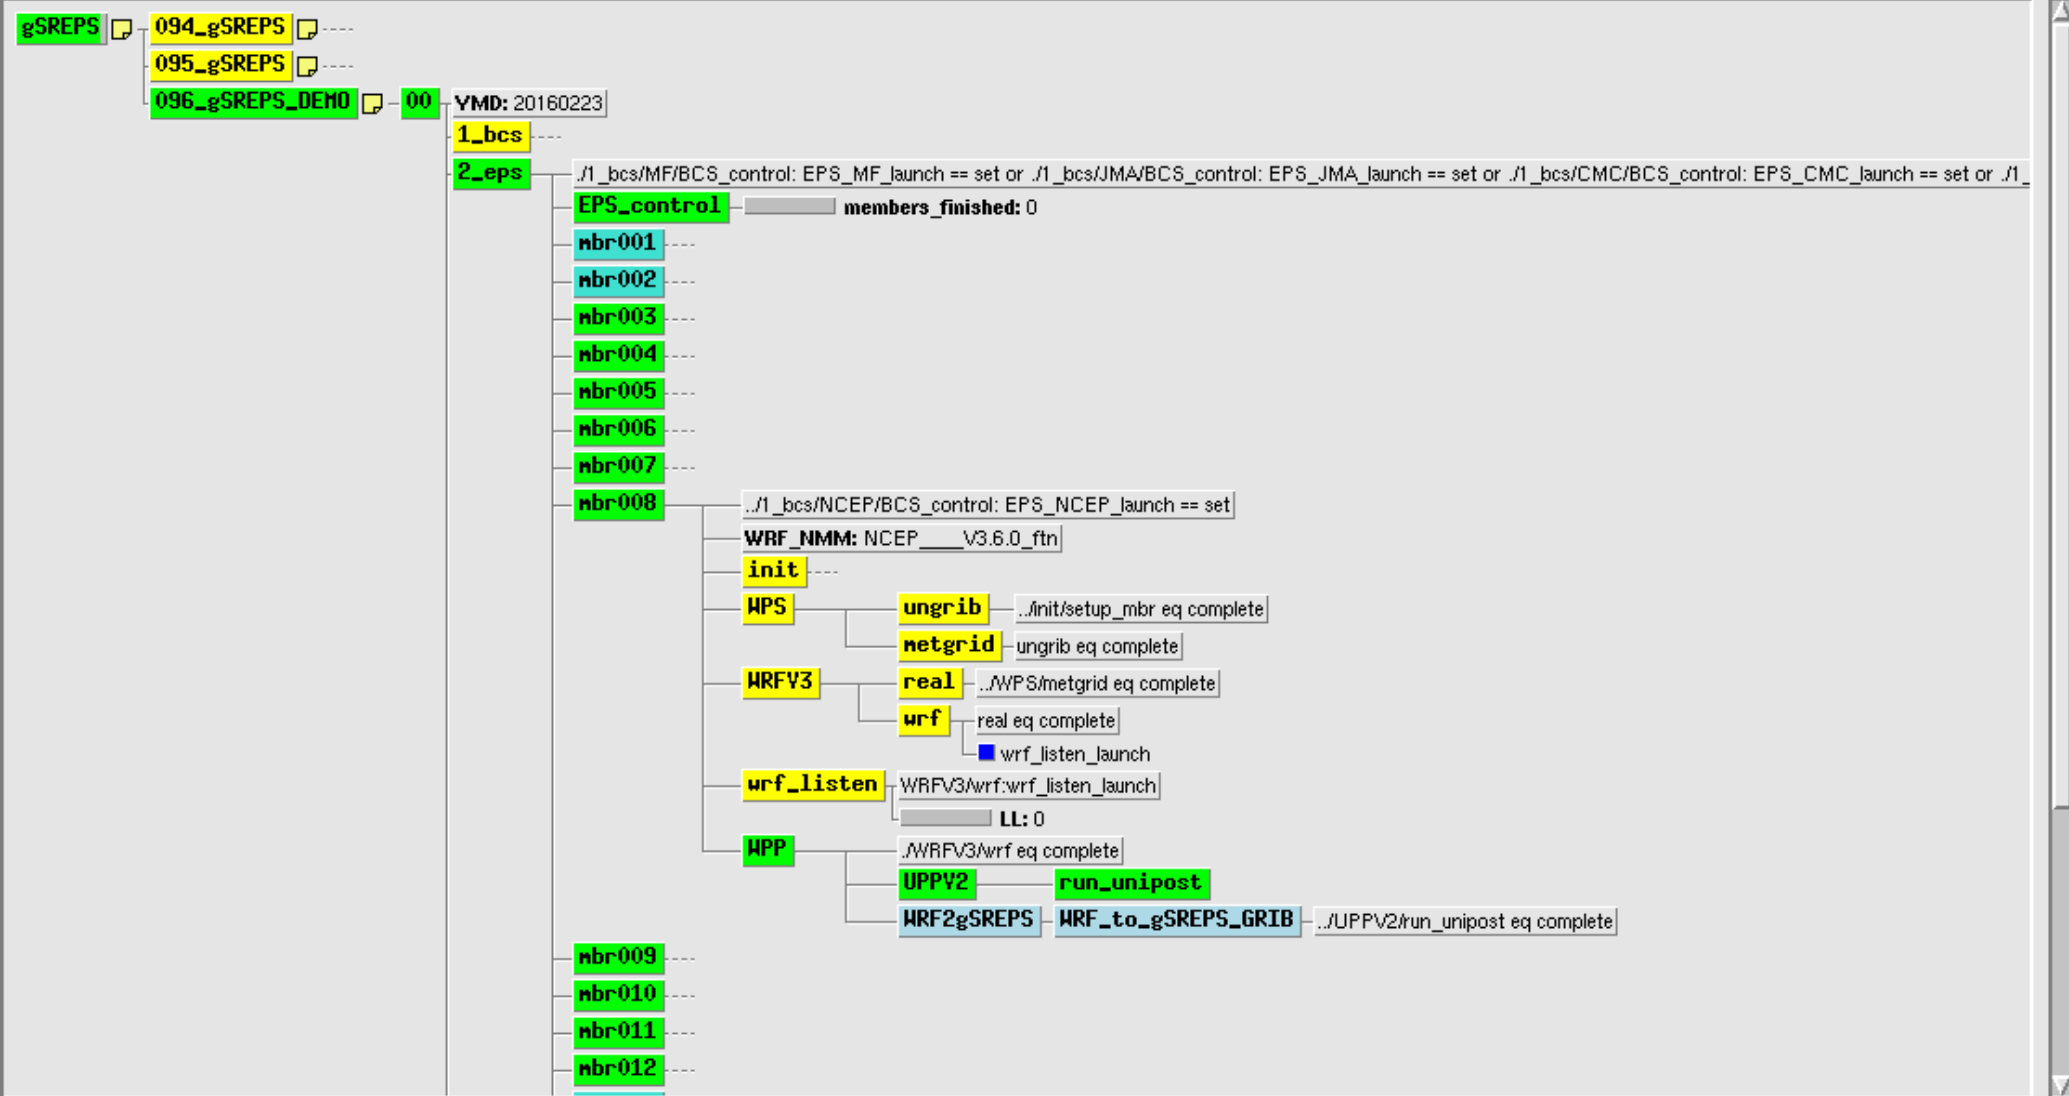 gSREPS 094_gSREPS
095_gSREPS
096_gSREPS_DEMO 00 YMD: 20160223
1_bcs
2_eps ./1_bcs/MF/BCS_control: EPS_MF_launch == set or ./1_bcs/JMA/BCS_control: EPS_JMA_launch == set or ./1_bcs/CMC/BCS_control: EPS_CMC_launch == set or ./1_
EPS_control members_finished: 0
mbr001
mbr002
mbr003
mbr004
mbr005
mbr006
mbr007
mbr008 ../1_bcs/NCEP/BCS_control: EPS_NCEP_launch == set
WRF_NMM: NCEP____V3.6.0_ftn
init
WPS ungrib ../init/setup_mbr eq complete
metgrid ungrib eq complete
WRFV3 real ../WPS/metgrid eq complete
wrf real eq complete
wrf_listen_launch
wrf_listen WRFV3/wrf:wrf_listen_launch
LL: 0
WPP ./WRFV3/wrf eq complete
UPPV2 run_unipost
WRF2gSREPS WRF_to_gSREPS_GRIB ../UPPV2/run_unipost eq complete
mbr009
mbr010
mbr011
mbr012